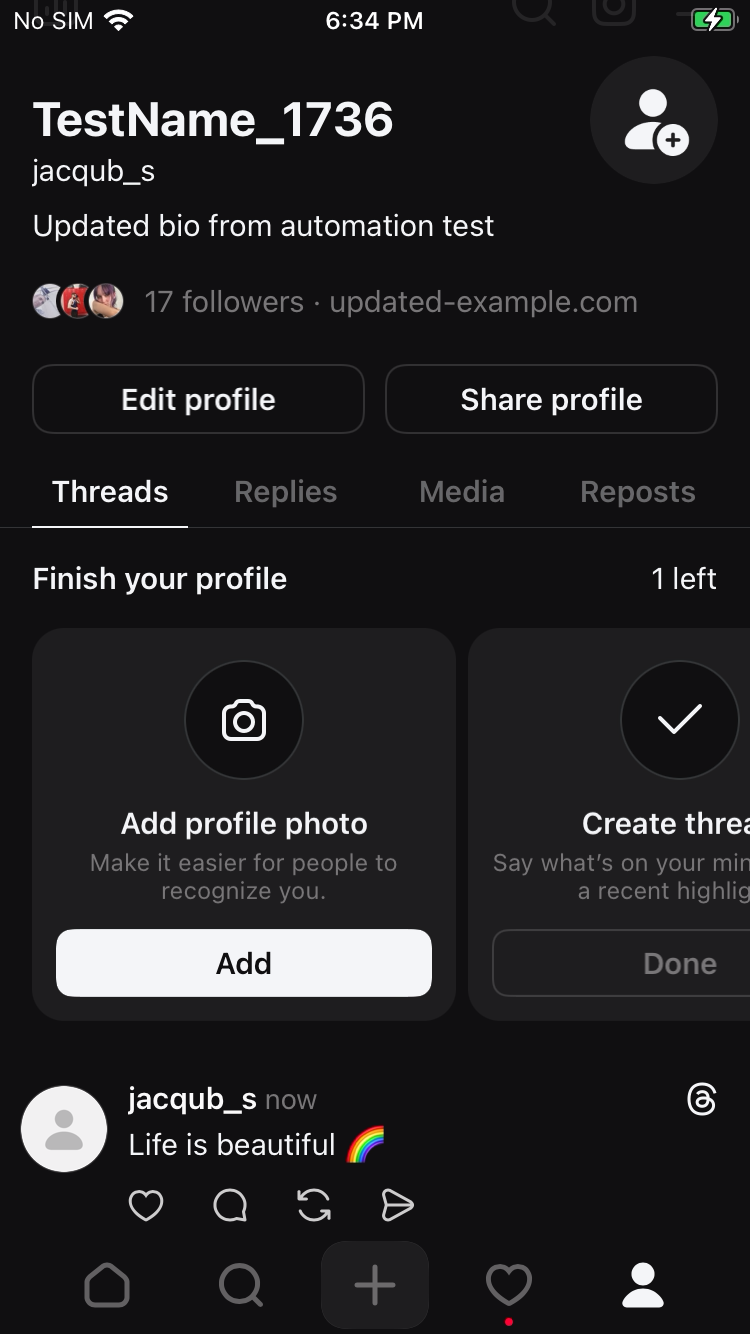 No SIM 6:34 PM
TestName_1736
jacqub_s
Updated bio from automation test
17 followers · updated-example.com
Edit profile Share profile
Threads Replies Media Reposts
Finish your profile 1 left
Add profile photo
Make it easier for people to
recognize you.
Add
Create threa
Say what's on your min
a recent highlig
Done
jacqub_s now
Life is beautiful 🌈